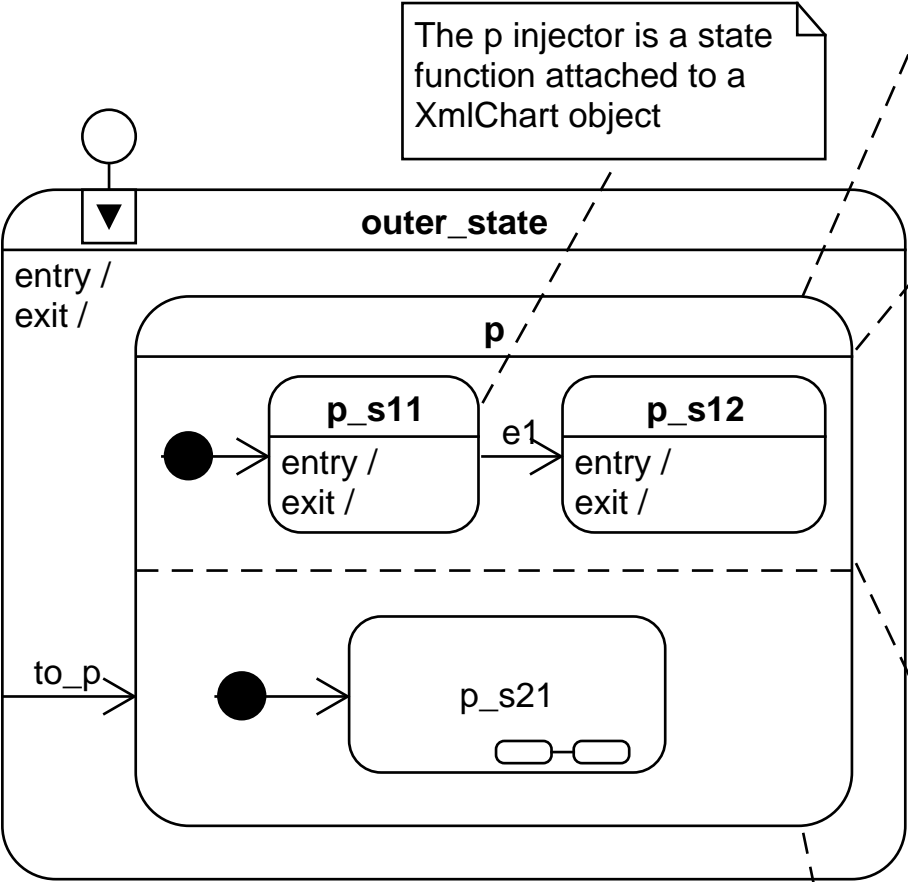 The p injector is a state
function attached to a
XmlChart object
outer_state
entry /
exit /
p
p_s11
entry /
exit /
e1
p_s12
entry /
exit /
to_p
p_s21